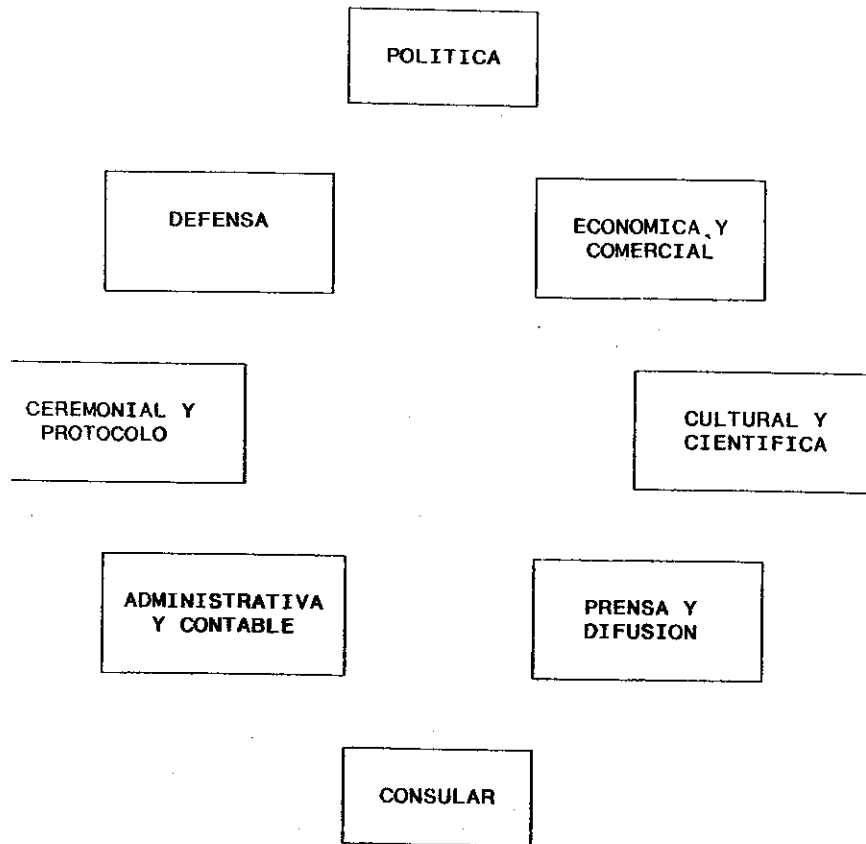 POLITICA
DEFENSA
ECONOMICA Y
COMERCIAL
CEREMONIAL Y
PROTOCOLO
CULTURAL Y
CIENTIFICA
ADMINISTRATIVA
Y CONTABLE
PRENSA Y
DIFUSION
CONSULAR